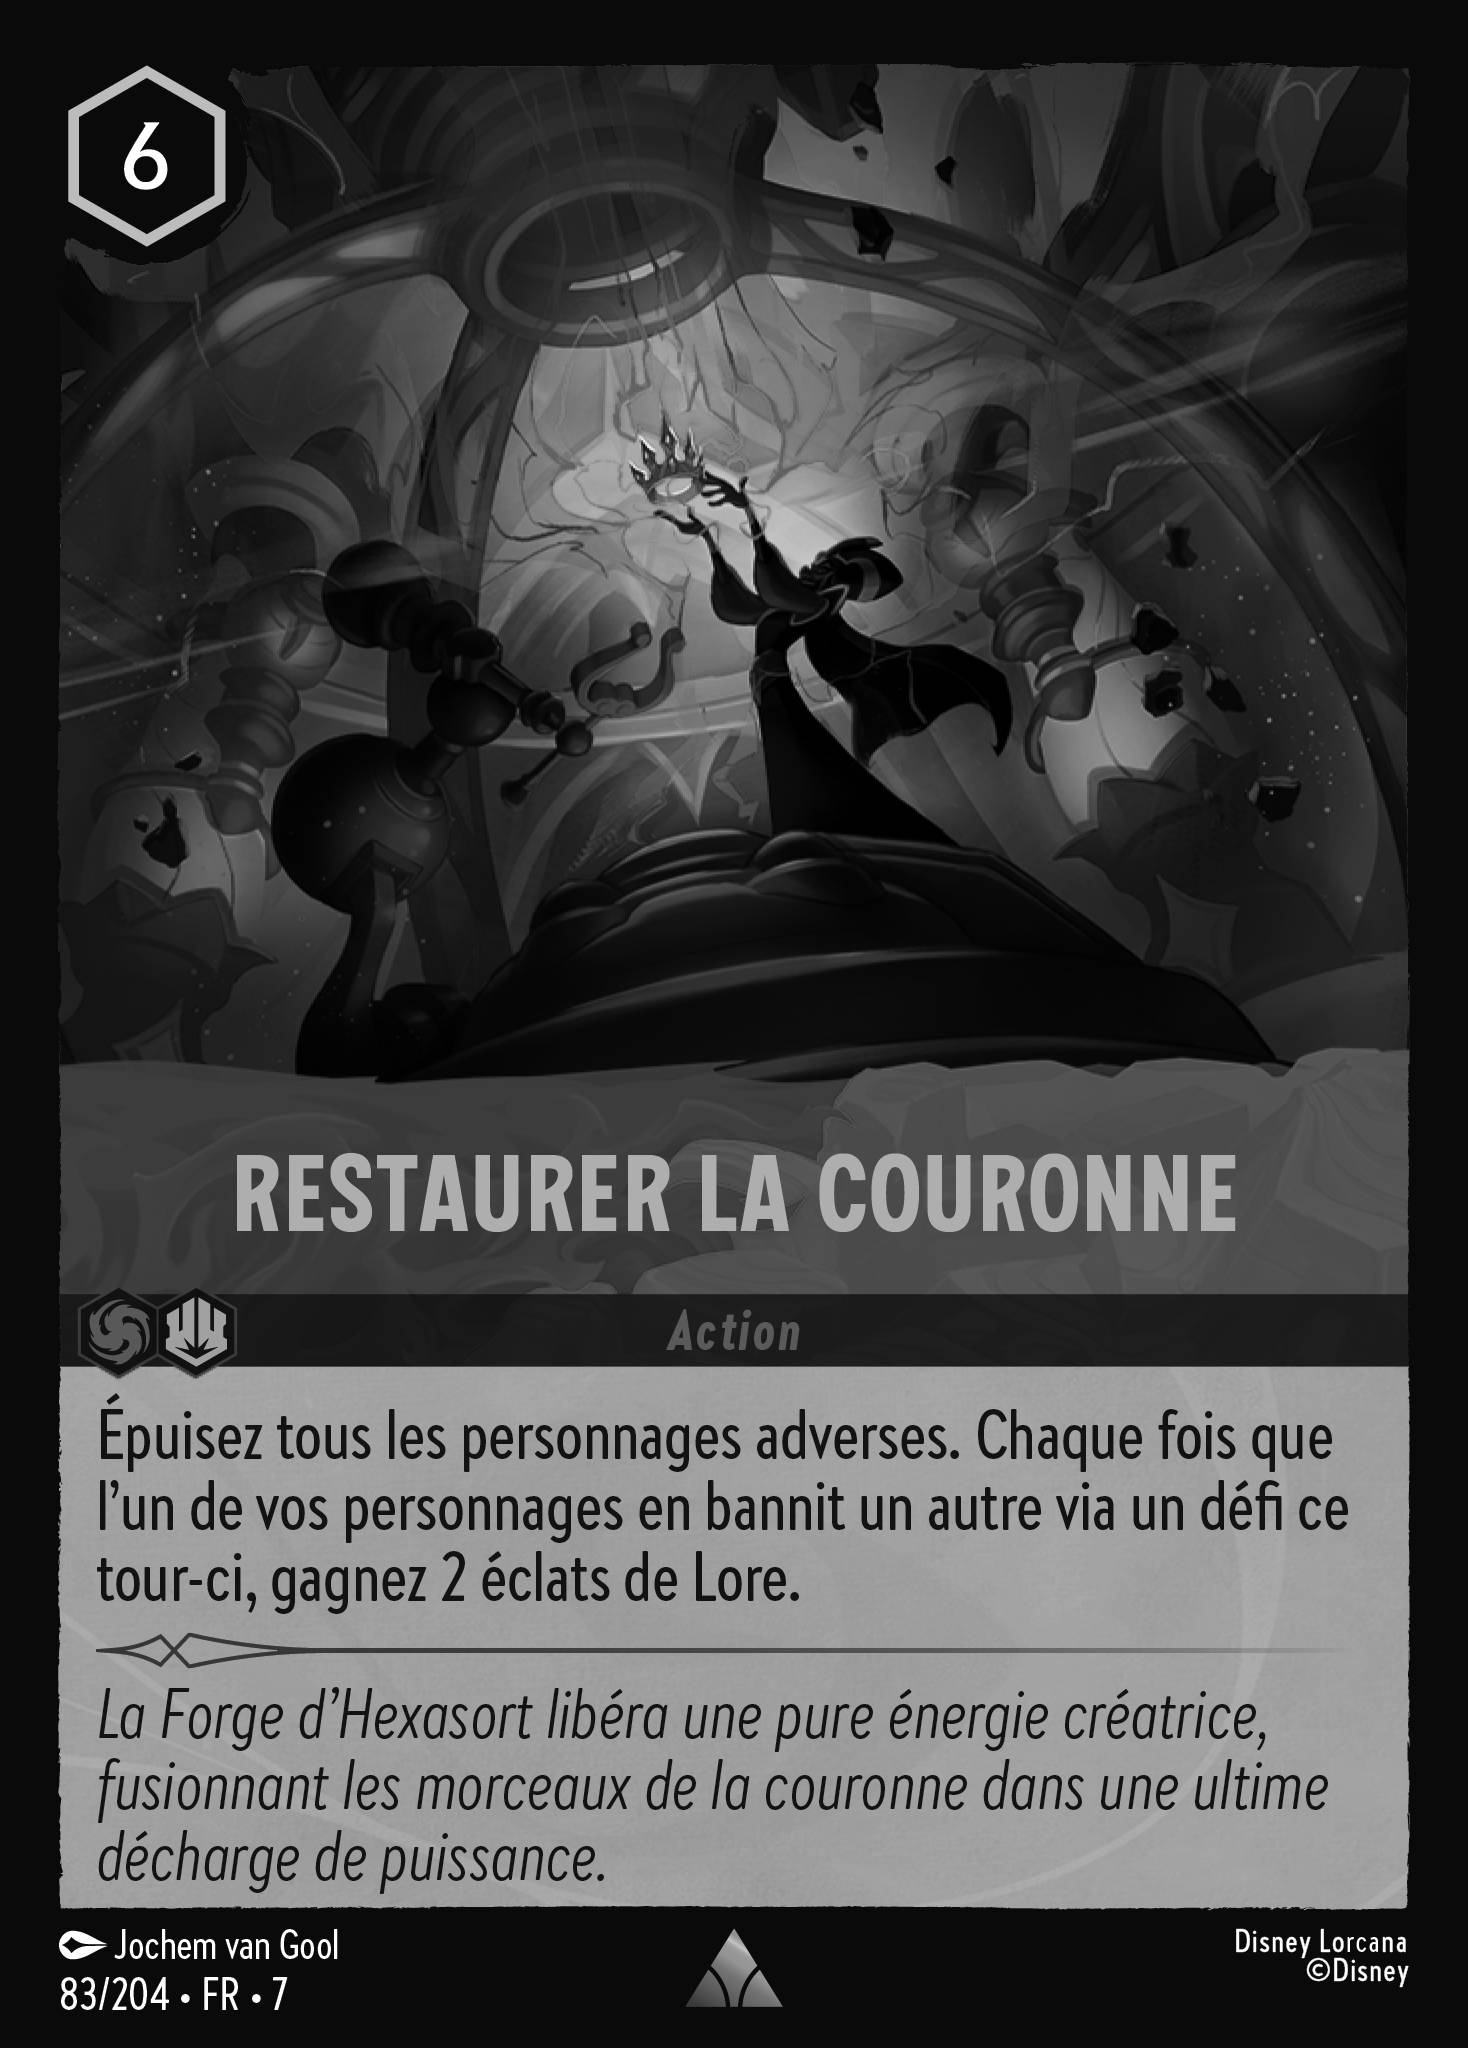 6
RESTAURER LA COURONNE
Action
Épuisez tous les personnages adverses. Chaque fois que
l’un de vos personnages en bannit un autre via un défi ce
tour-ci, gagnez 2 éclats de Lore.
La Forge d’Hexasort libéra une pure énergie créatrice,
fusionnant les morceaux de la couronne dans une ultime
décharge de puissance.
Jochem van Gool
83/204 • FR • 7
Disney Lorcana
©Disney